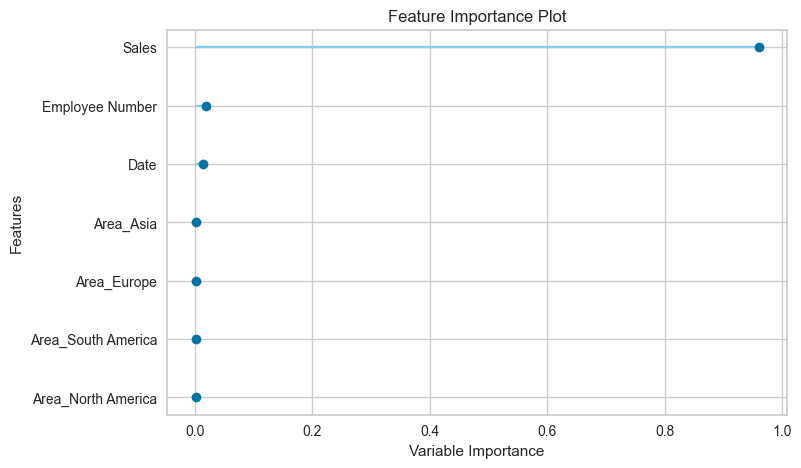 Feature Importance Plot
Features
Sales
Employee Number
Date
Area_Asia
Area_Europe
Area_South America
Area_North America
0.0 0.2 0.4 0.6 0.8 1.0
Variable Importance